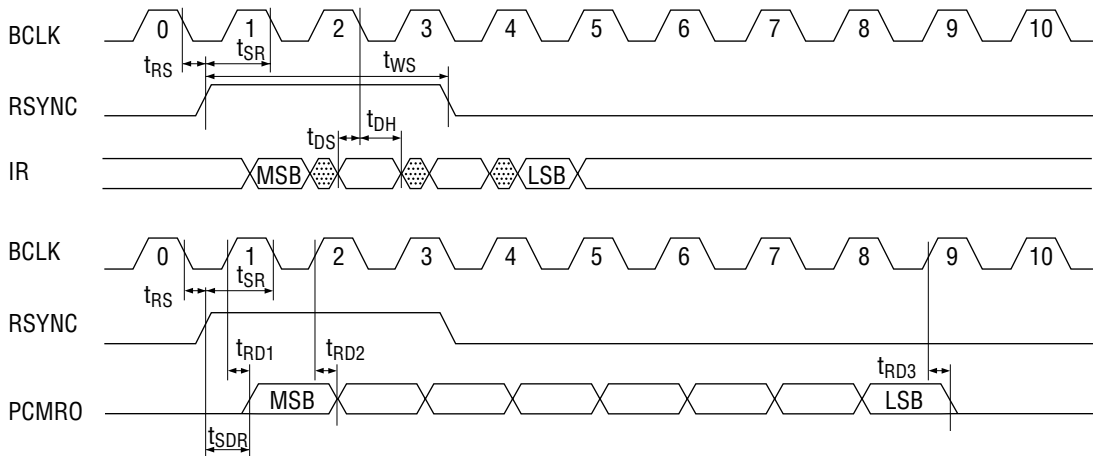 BCLK 0 1 2 3 4 5 6 7 8 9 10
tRS tSR tWS
RSYNC
tDS tDH
IR MSB LSB
BCLK 0 1 2 3 4 5 6 7 8 9 10
tRS tSR
RSYNC
tRD1 tRD2 tRD3
PCMRO MSB LSB
tSDR